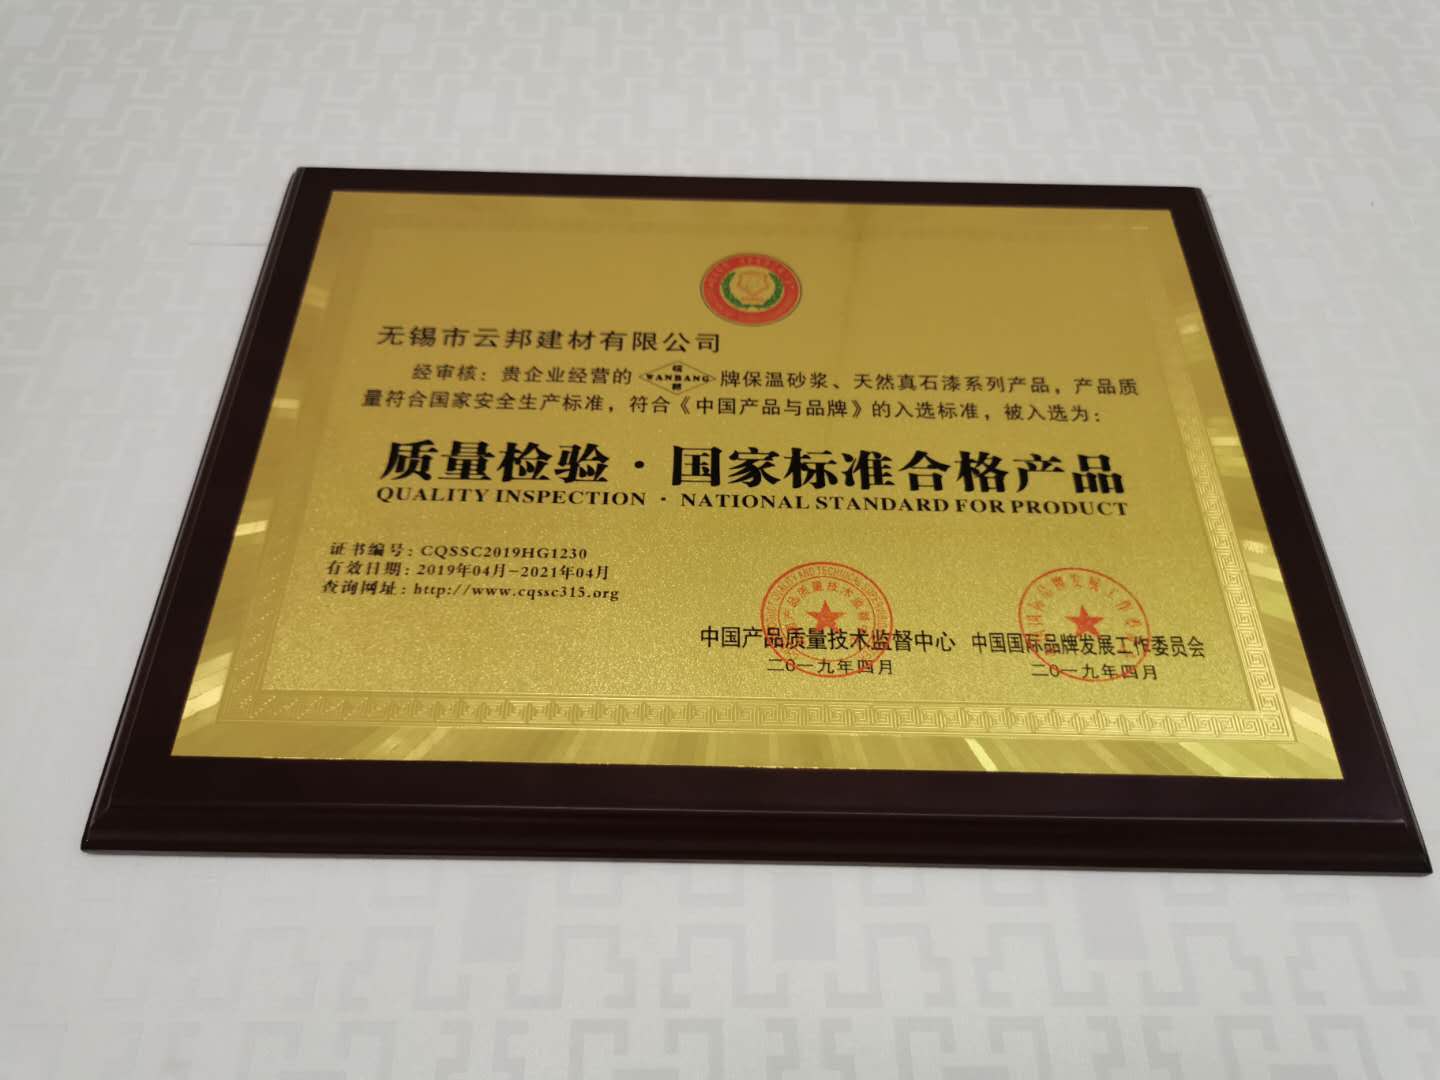 无锡市云邦建材有限公司
经审核：贵企业经营的 WANBANG 牌保温砂浆、天然真石漆系列产品，产品质
量符合国家安全生产标准，符合《中国产品与品牌》的入选标准，被入选为：
质量检验·国家标准合格产品
QUALITY INSPECTION · NATIONAL STANDARD FOR PRODUCT
证书编号：CQSSC2019HG1230
有效日期：2019年04月-2021年04月
查询网址：http://www.cqssc315.org
中国产品质量技术监督中心 中国国际品牌发展工作委员会
二〇一九年四月 二〇一九年四月